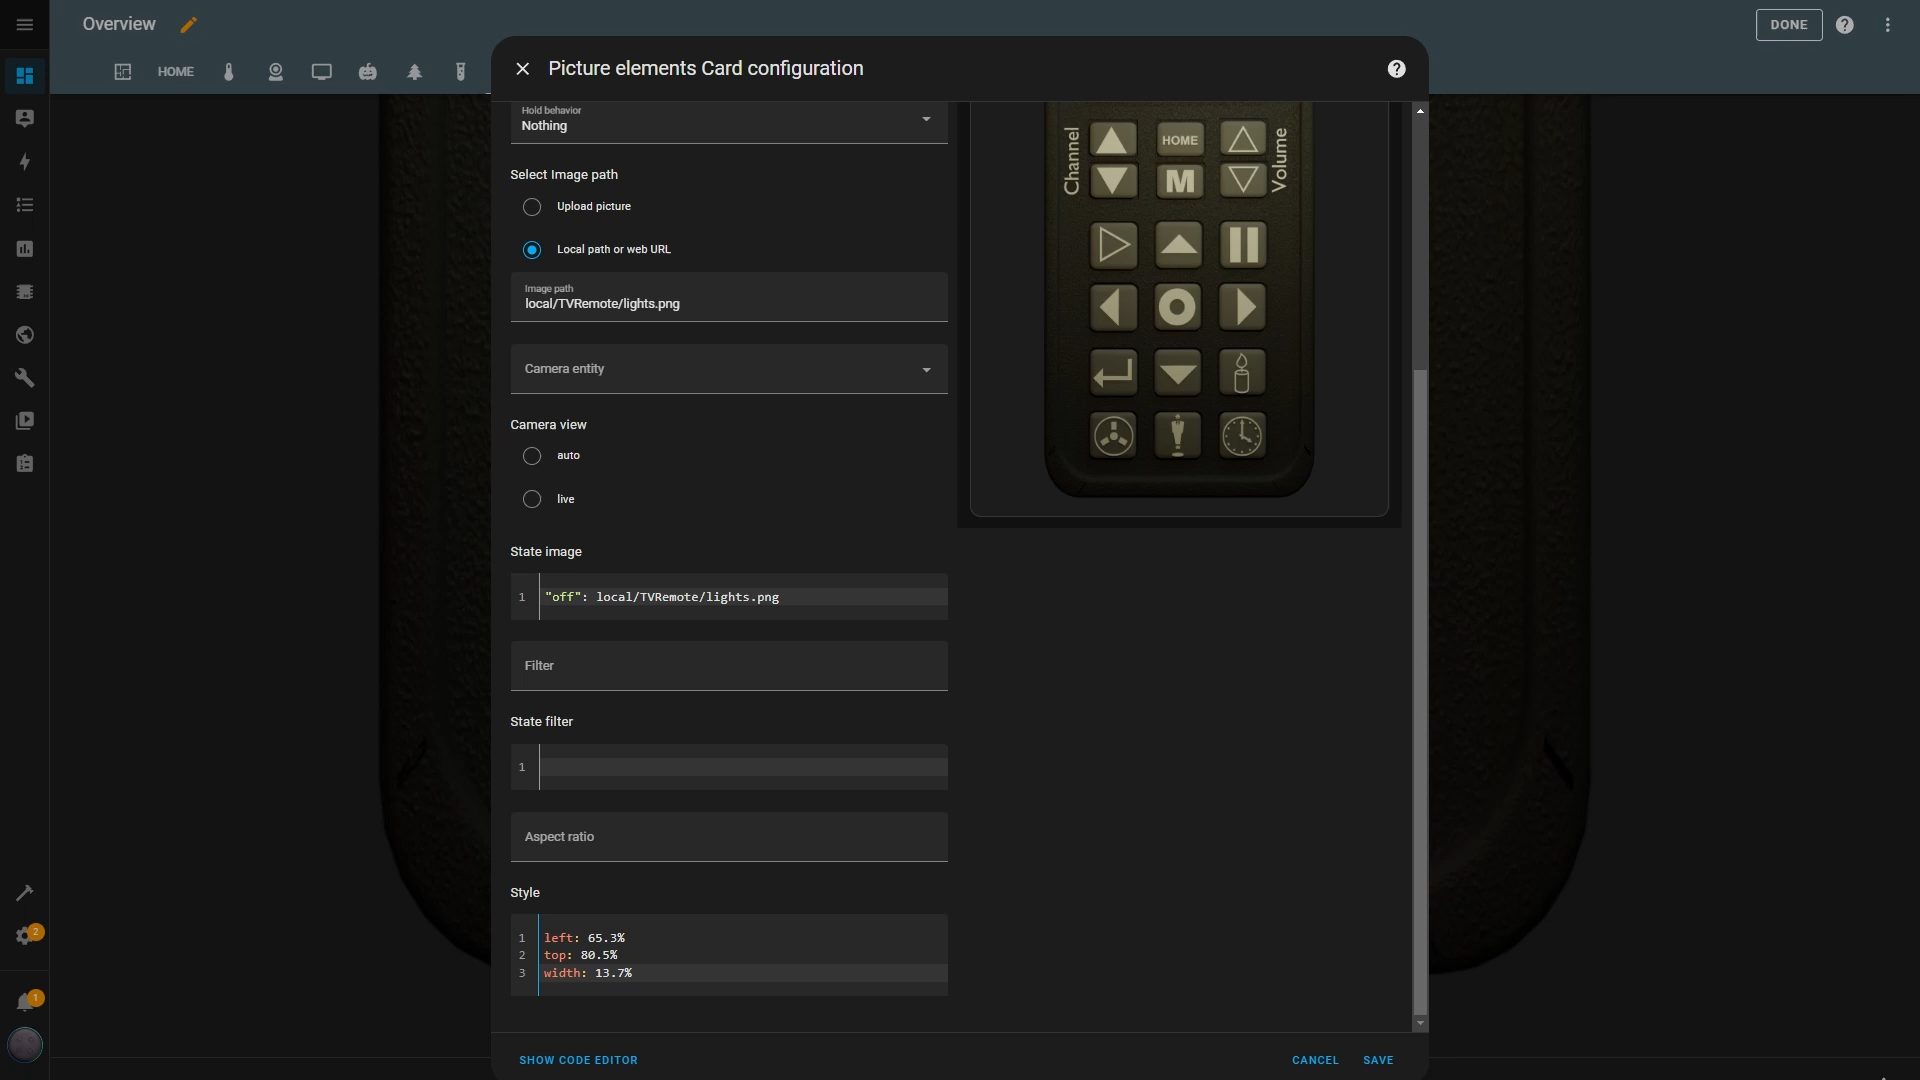 Overview
DONE
HOME
Picture elements Card configuration
Hold behavior
Nothing
Select Image path
Upload picture
Local path or web URL
Image path
local/TVRemote/lights.png
Camera entity
Camera view
auto
live
State image
1 "off": local/TVRemote/lights.png
Filter
State filter
1
Aspect ratio
Style
1 left: 65.3%
2 top: 80.5%
3 width: 13.7%
SHOW CODE EDITOR
CANCEL
SAVE
Channel
HOME
M
Volume
2
1